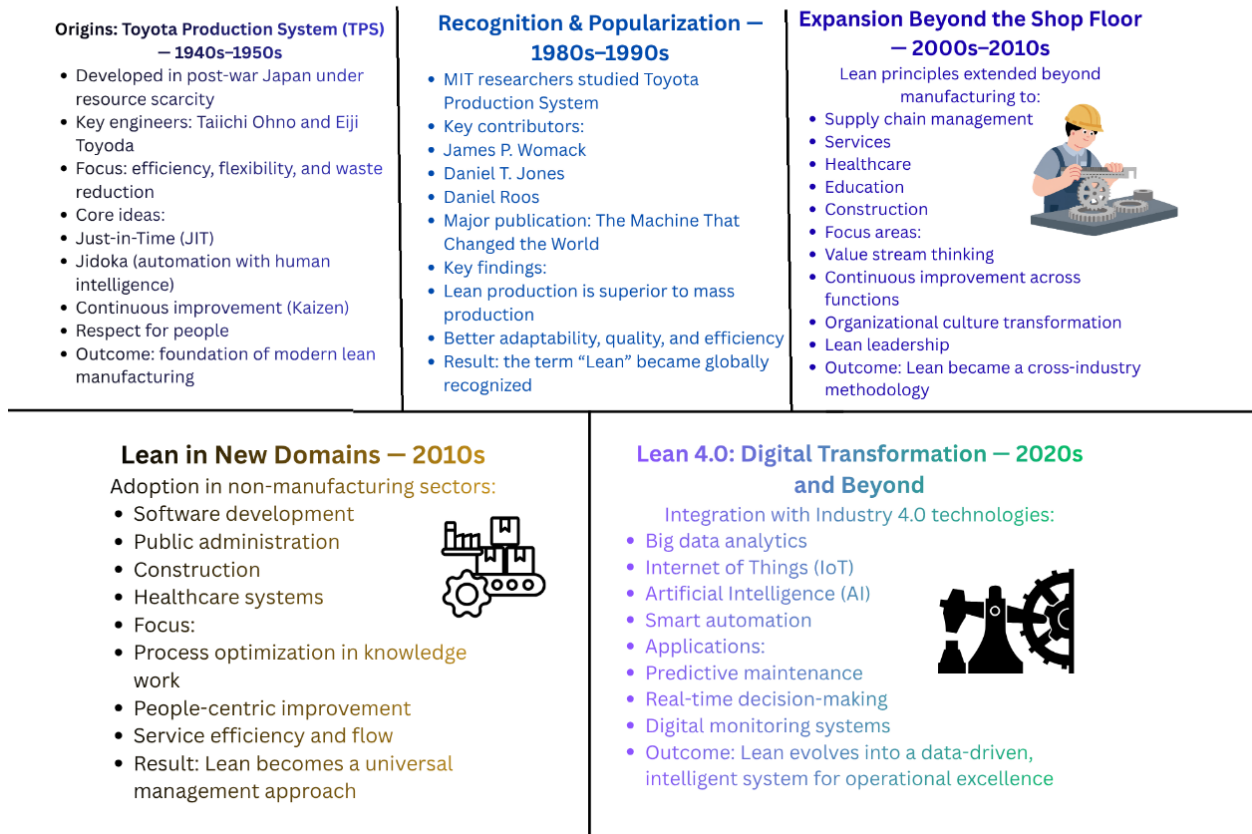 Origins: Toyota Production System (TPS)
— 1940s–1950s
• Developed in post-war Japan under
resource scarcity
• Key engineers: Taiichi Ohno and Eiji
Toyoda
• Focus: efficiency, flexibility, and waste
reduction
• Core ideas:
• Just-in-Time (JIT)
• Jidoka (automation with human
intelligence)
• Continuous improvement (Kaizen)
• Respect for people
• Outcome: foundation of modern lean
manufacturing
Recognition & Popularization —
1980s–1990s
• MIT researchers studied Toyota
Production System
• Key contributors:
• James P. Womack
• Daniel T. Jones
• Daniel Roos
• Major publication: The Machine That
Changed the World
• Key findings:
• Lean production is superior to mass
production
• Better adaptability, quality, and efficiency
• Result: the term “Lean” became globally
recognized
Expansion Beyond the Shop Floor
— 2000s–2010s
Lean principles extended beyond
manufacturing to:
• Supply chain management
• Services
• Healthcare
• Education
• Construction
• Focus areas:
• Value stream thinking
• Continuous improvement across
functions
• Organizational culture transformation
• Lean leadership
• Outcome: Lean became a cross-industry
methodology
Lean in New Domains — 2010s
Adoption in non-manufacturing sectors:
• Software development
• Public administration
• Construction
• Healthcare systems
• Focus:
• Process optimization in knowledge
work
• People-centric improvement
• Service efficiency and flow
• Result: Lean becomes a universal
management approach
Lean 4.0: Digital Transformation — 2020s
and Beyond
Integration with Industry 4.0 technologies:
• Big data analytics
• Internet of Things (IoT)
• Artificial Intelligence (AI)
• Smart automation
• Applications:
• Predictive maintenance
• Real-time decision-making
• Digital monitoring systems
• Outcome: Lean evolves into a data-driven,
intelligent system for operational excellence